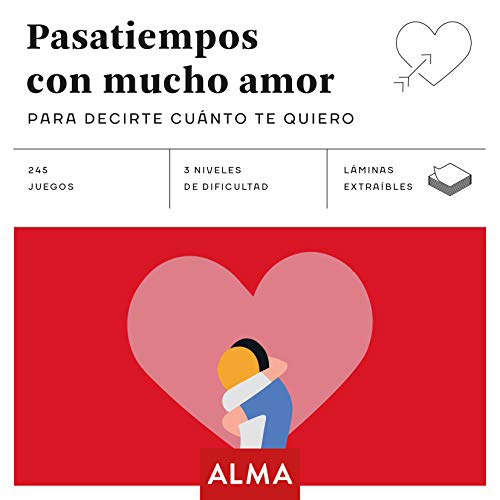 Pasatiempos
con mucho amor
PARA DECIRTE CUÁNTO TE QUIERO
245
JUEGOS
3 NIVELES
DE DIFICULTAD
LÁMINAS
EXTRAÍBLES
ALMA